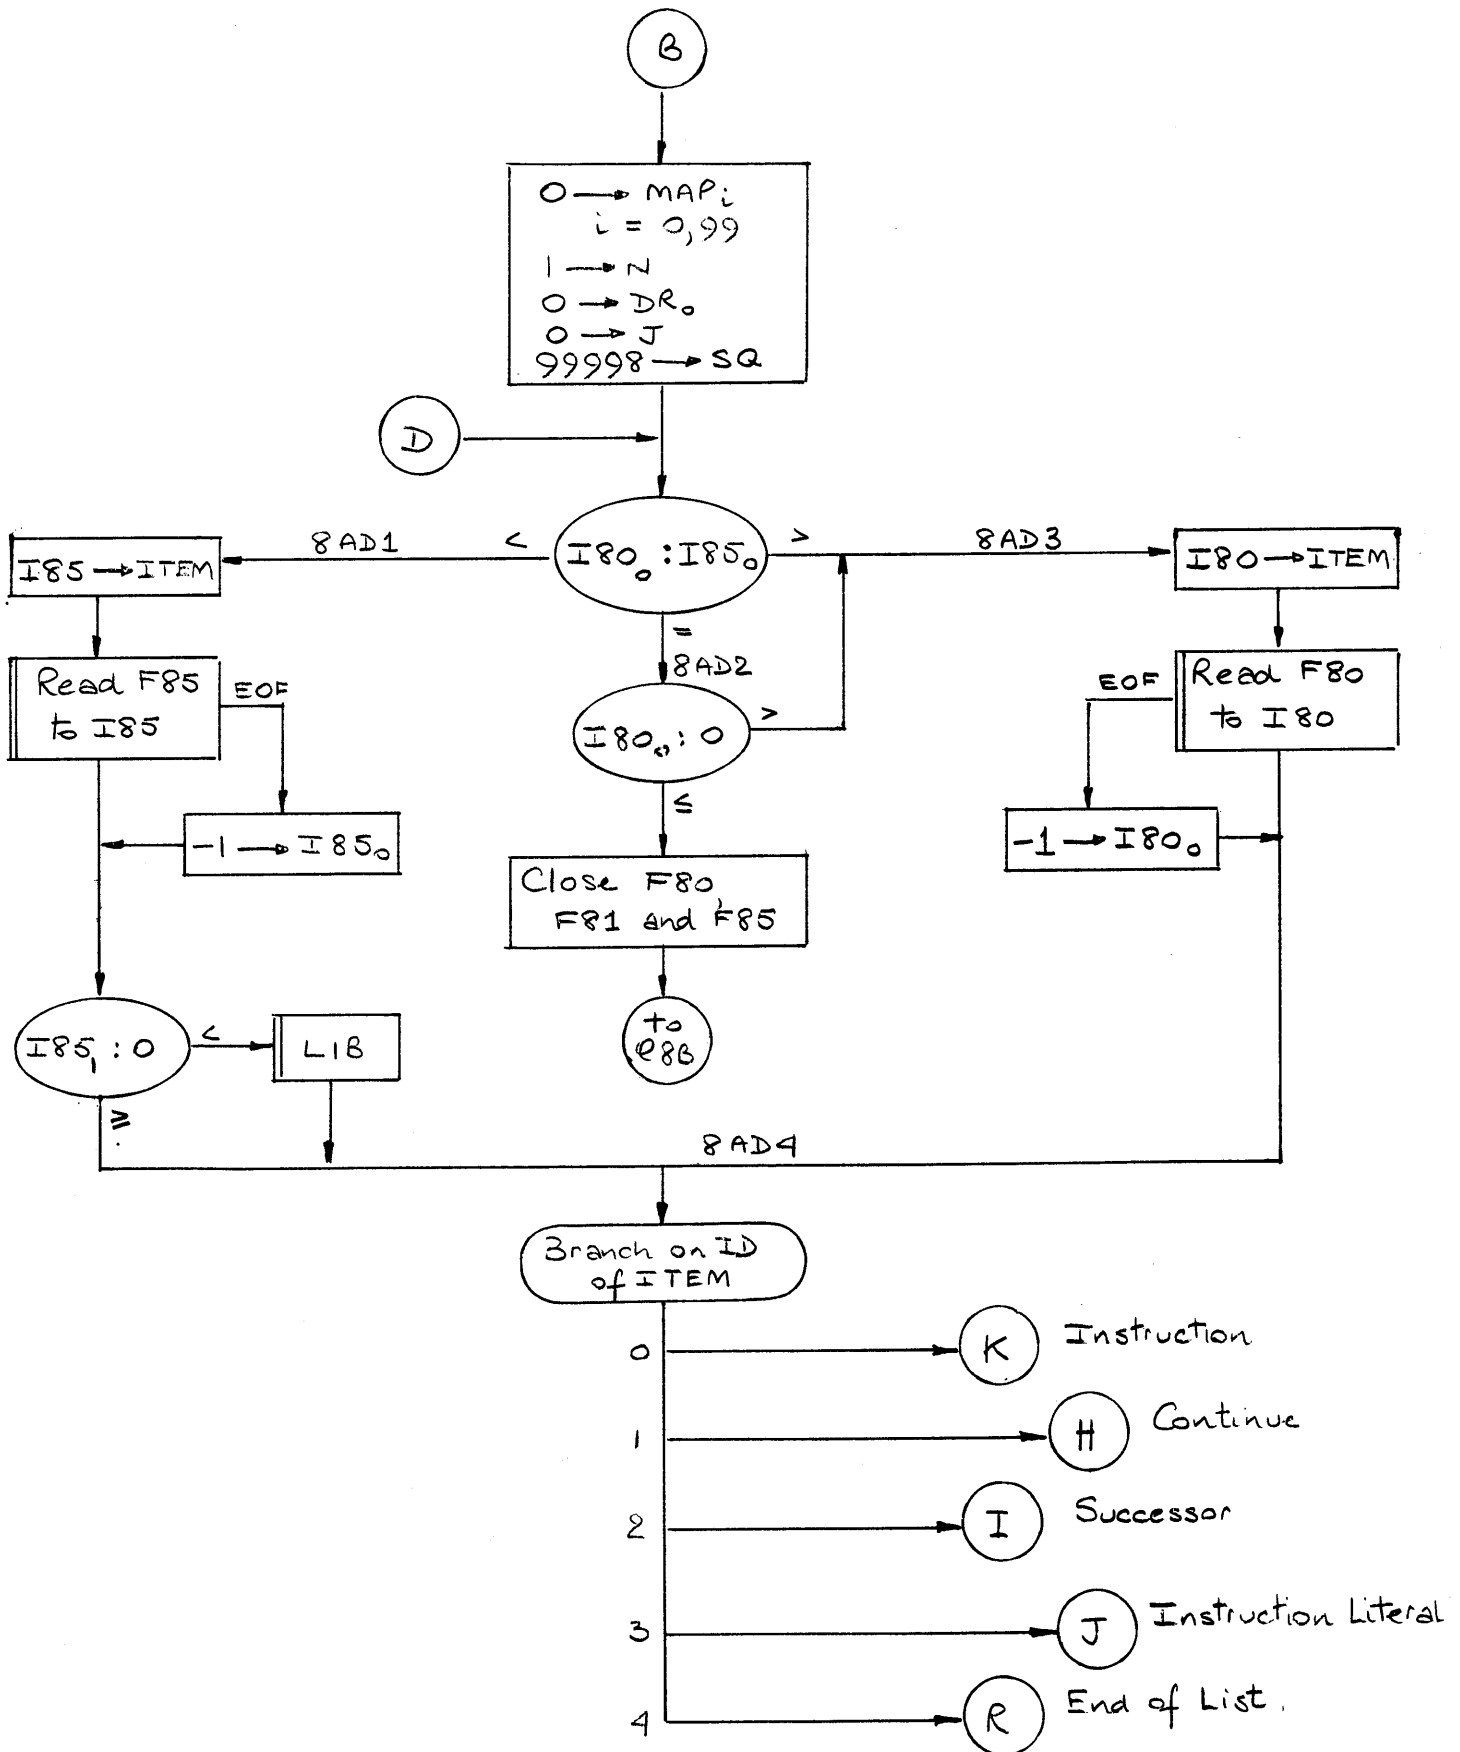 B
0 → MAPi
i = 0,99
1 → N
0 → DR₀
0 → J
99998 → SQ
D
8AD1
<
I80₀ : I85₀
>
8AD3
I85 → ITEM
I80 → ITEM
=
8AD2
Read F85
to I85
EOF
I80₀ : 0
>
EOF
Read F80
to I80
≤
-1 → I85₀
-1 → I80₀
Close F80,
F81 and F85
I85₁ : 0
<
LIB
to
e8B
≥
8AD4
Branch on ID
of ITEM
0
K
Instruction
1
H
Continue
2
I
Successor
3
J
Instruction Literal
4
R
End of List.